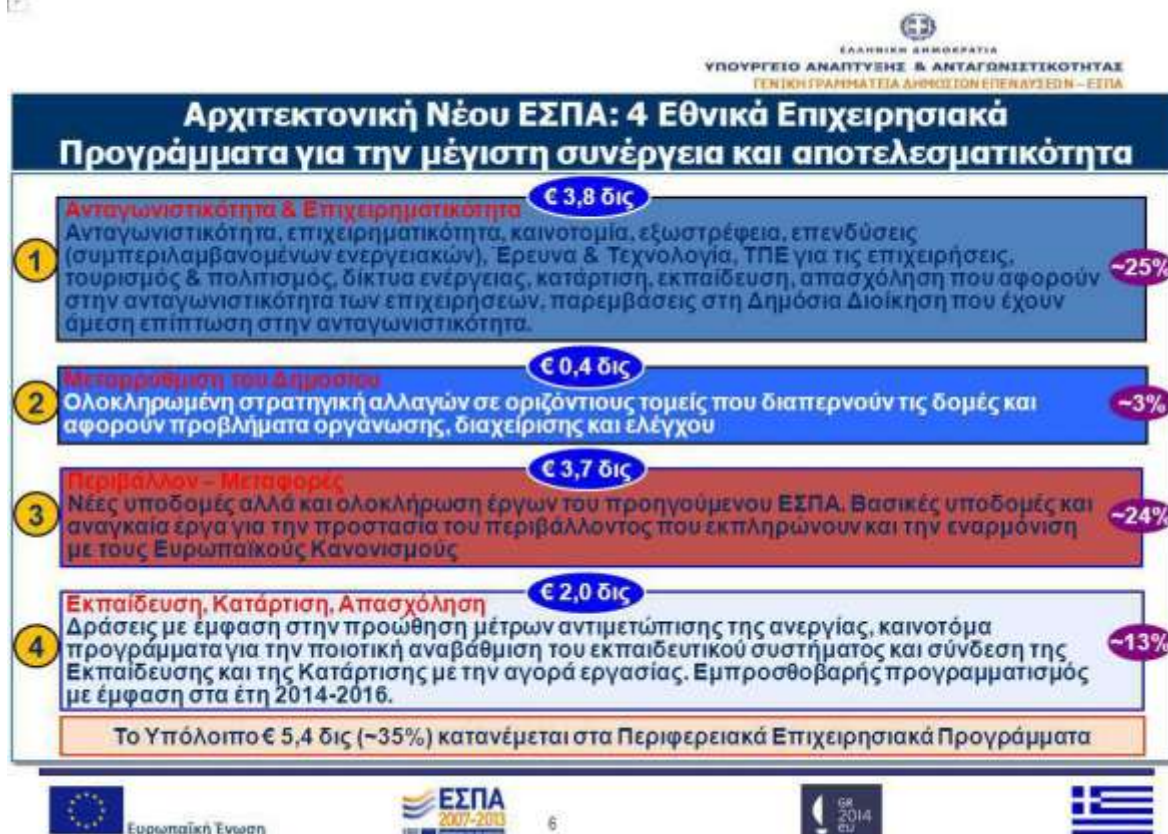 ΕΛΛΗΝΙΚΗ ΔΗΜΟΚΡΑΤΙΑ
ΥΠΟΥΡΓΕΙΟ ΑΝΑΠΤΥΞΗΣ & ΑΝΤΑΓΩΝΙΣΤΙΚΟΤΗΤΑΣ
ΓΕΝΙΚΗ ΓΡΑΜΜΑΤΕΙΑ ΔΗΜΟΣΙΩΝ ΕΠΕΝΔΥΣΕΩΝ – ΕΣΠΑ
Αρχιτεκτονική Νέου ΕΣΠΑ: 4 Εθνικά Επιχειρησιακά
Προγράμματα για την μέγιστη συνέργεια και αποτελεσματικότητα
€ 3,8 δις
Ανταγωνιστικότητα & Επιχειρηματικότητα
1
Ανταγωνιστικότητα, επιχειρηματικότητα, καινοτομία, εξωστρέφεια, επενδύσεις
(συμπεριλαμβανομένων ενεργειακών), Έρευνα & Τεχνολογία, ΤΠΕ για τις επιχειρήσεις,
τουρισμός & πολιτισμός, δίκτυα ενέργειας, κατάρτιση, εκπαίδευση, απασχόληση που αφορούν
στην ανταγωνιστικότητα των επιχειρήσεων, παρεμβάσεις στη Δημόσια Διοίκηση που έχουν
άμεση επίπτωση στην ανταγωνιστικότητα.
~25%
€ 0,4 δις
Μεταρρύθμιση του Δημοσίου
2
Ολοκληρωμένη στρατηγική αλλαγών σε οριζόντιους τομείς που διαπερνούν τις δομές και
αφορούν προβλήματα οργάνωσης, διαχείρισης και ελέγχου
~3%
€ 3,7 δις
Περιβάλλον – Μεταφορές
3
Νέες υποδομές αλλά και ολοκλήρωση έργων του προηγούμενου ΕΣΠΑ. Βασικές υποδομές και
αναγκαία έργα για την προστασία του περιβάλλοντος που εκπληρώνουν και την εναρμόνιση
με τους Ευρωπαϊκούς Κανονισμούς
~24%
€ 2,0 δις
Εκπαίδευση, Κατάρτιση, Απασχόληση
4
Δράσεις με έμφαση στην προώθηση μέτρων αντιμετώπισης της ανεργίας, καινοτόμα
προγράμματα για την ποιοτική αναβάθμιση του εκπαιδευτικού συστήματος και σύνδεση της
Εκπαίδευσης και της Κατάρτισης με την αγορά εργασίας. Εμπροσθοβαρής προγραμματισμός
με έμφαση στα έτη 2014-2016.
~13%
Το Υπόλοιπο € 5,4 δις (~35%) κατανέμεται στα Περιφερειακά Επιχειρησιακά Προγράμματα
Ευρωπαϊκή Ένωση
ΕΣΠΑ
2007-2013
6
GR
2014
eu